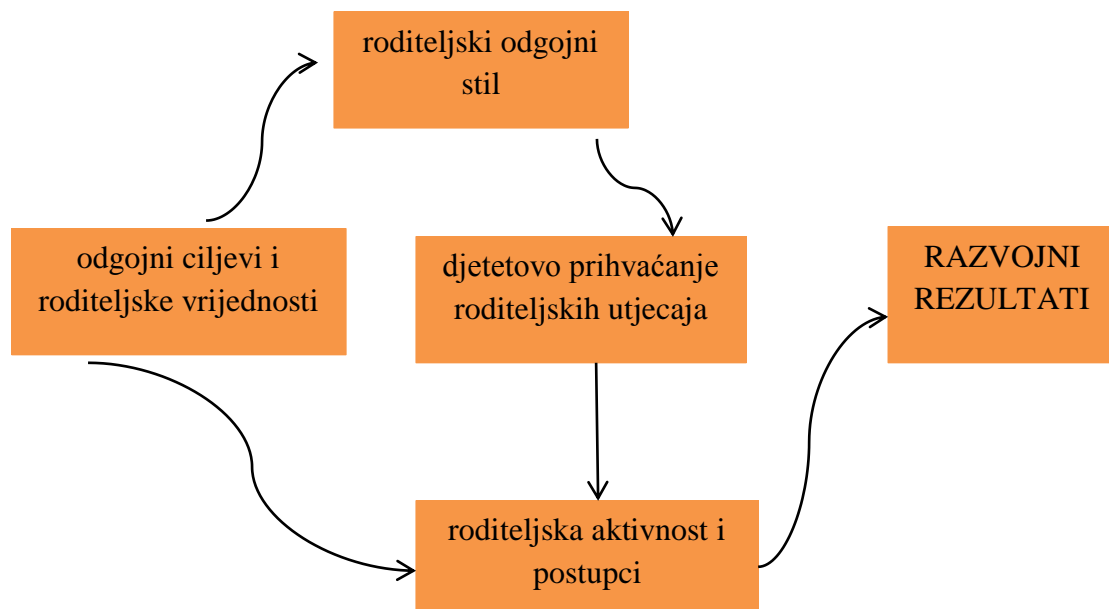 roditeljski odgojni
stil
odgojni ciljevi i
roditeljske vrijednosti
djetetovo prihvaćanje
roditeljskih utjecaja
RAZVOJNI
REZULTATI
roditeljska aktivnost i
postupci